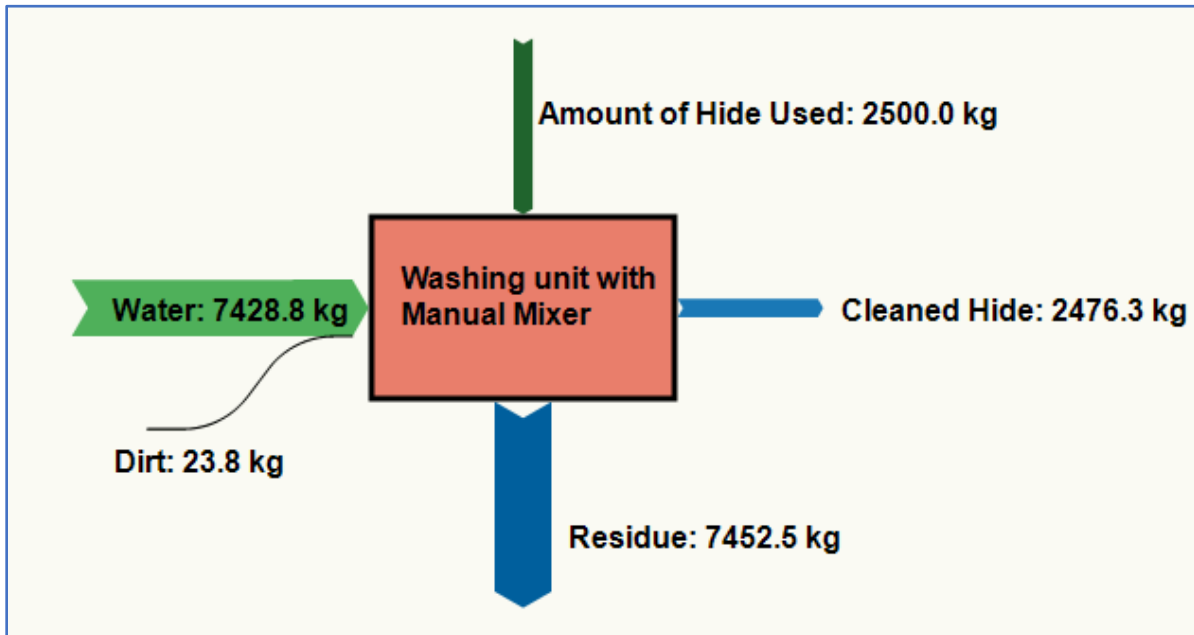 Amount of Hide Used: 2500.0 kg
Washing unit with
Manual Mixer
Water: 7428.8 kg
Cleaned Hide: 2476.3 kg
Dirt: 23.8 kg
Residue: 7452.5 kg